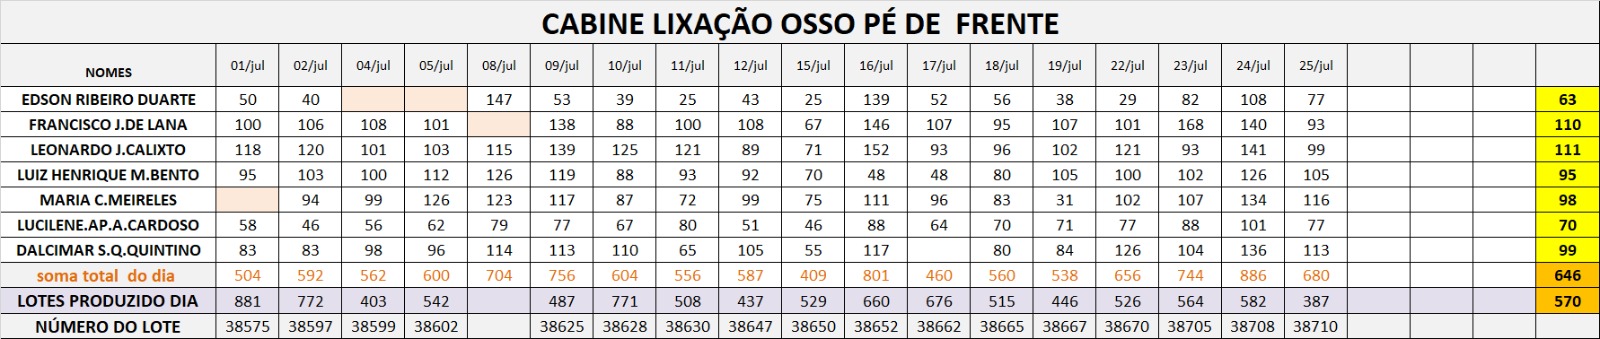 CABINE LIXAÇÃO OSSO PÉ DE FRENTE
NOMES 01/jul 02/jul 04/jul 05/jul 08/jul 09/jul 10/jul 11/jul 12/jul 15/jul 16/jul 17/jul 18/jul 19/jul 22/jul 23/jul 24/jul 25/jul
EDSON RIBEIRO DUARTE 50 40 147 53 39 25 43 25 139 52 56 38 29 82 108 77 63
FRANCISCO J.DE LANA 100 106 108 101 138 88 100 108 67 146 107 95 107 101 168 140 93 110
LEONARDO J.CALIXTO 118 120 101 103 115 139 125 121 89 71 152 93 96 102 121 93 141 99 111
LUIZ HENRIQUE M.BENTO 95 103 100 112 126 119 88 93 92 70 48 48 80 105 100 102 126 105 95
MARIA C.MEIRELES 94 99 126 123 117 87 72 99 75 111 96 83 31 102 107 134 116 98
LUCILENE.AP.A.CARDOSO 58 46 56 62 79 77 67 80 51 46 88 64 70 71 77 88 101 77 70
DALCIMAR S.Q.QUINTINO 83 83 98 96 114 113 110 65 105 55 117 80 84 126 104 136 113 99
soma total do dia 504 592 562 600 704 756 604 556 587 409 801 460 560 538 656 744 886 680 646
LOTES PRODUZIDO DIA 881 772 403 542 487 771 508 437 529 660 676 515 446 526 564 582 387 570
NÚMERO DO LOTE 38575 38597 38599 38602 38625 38628 38630 38647 38650 38652 38662 38665 38667 38670 38705 38708 38710